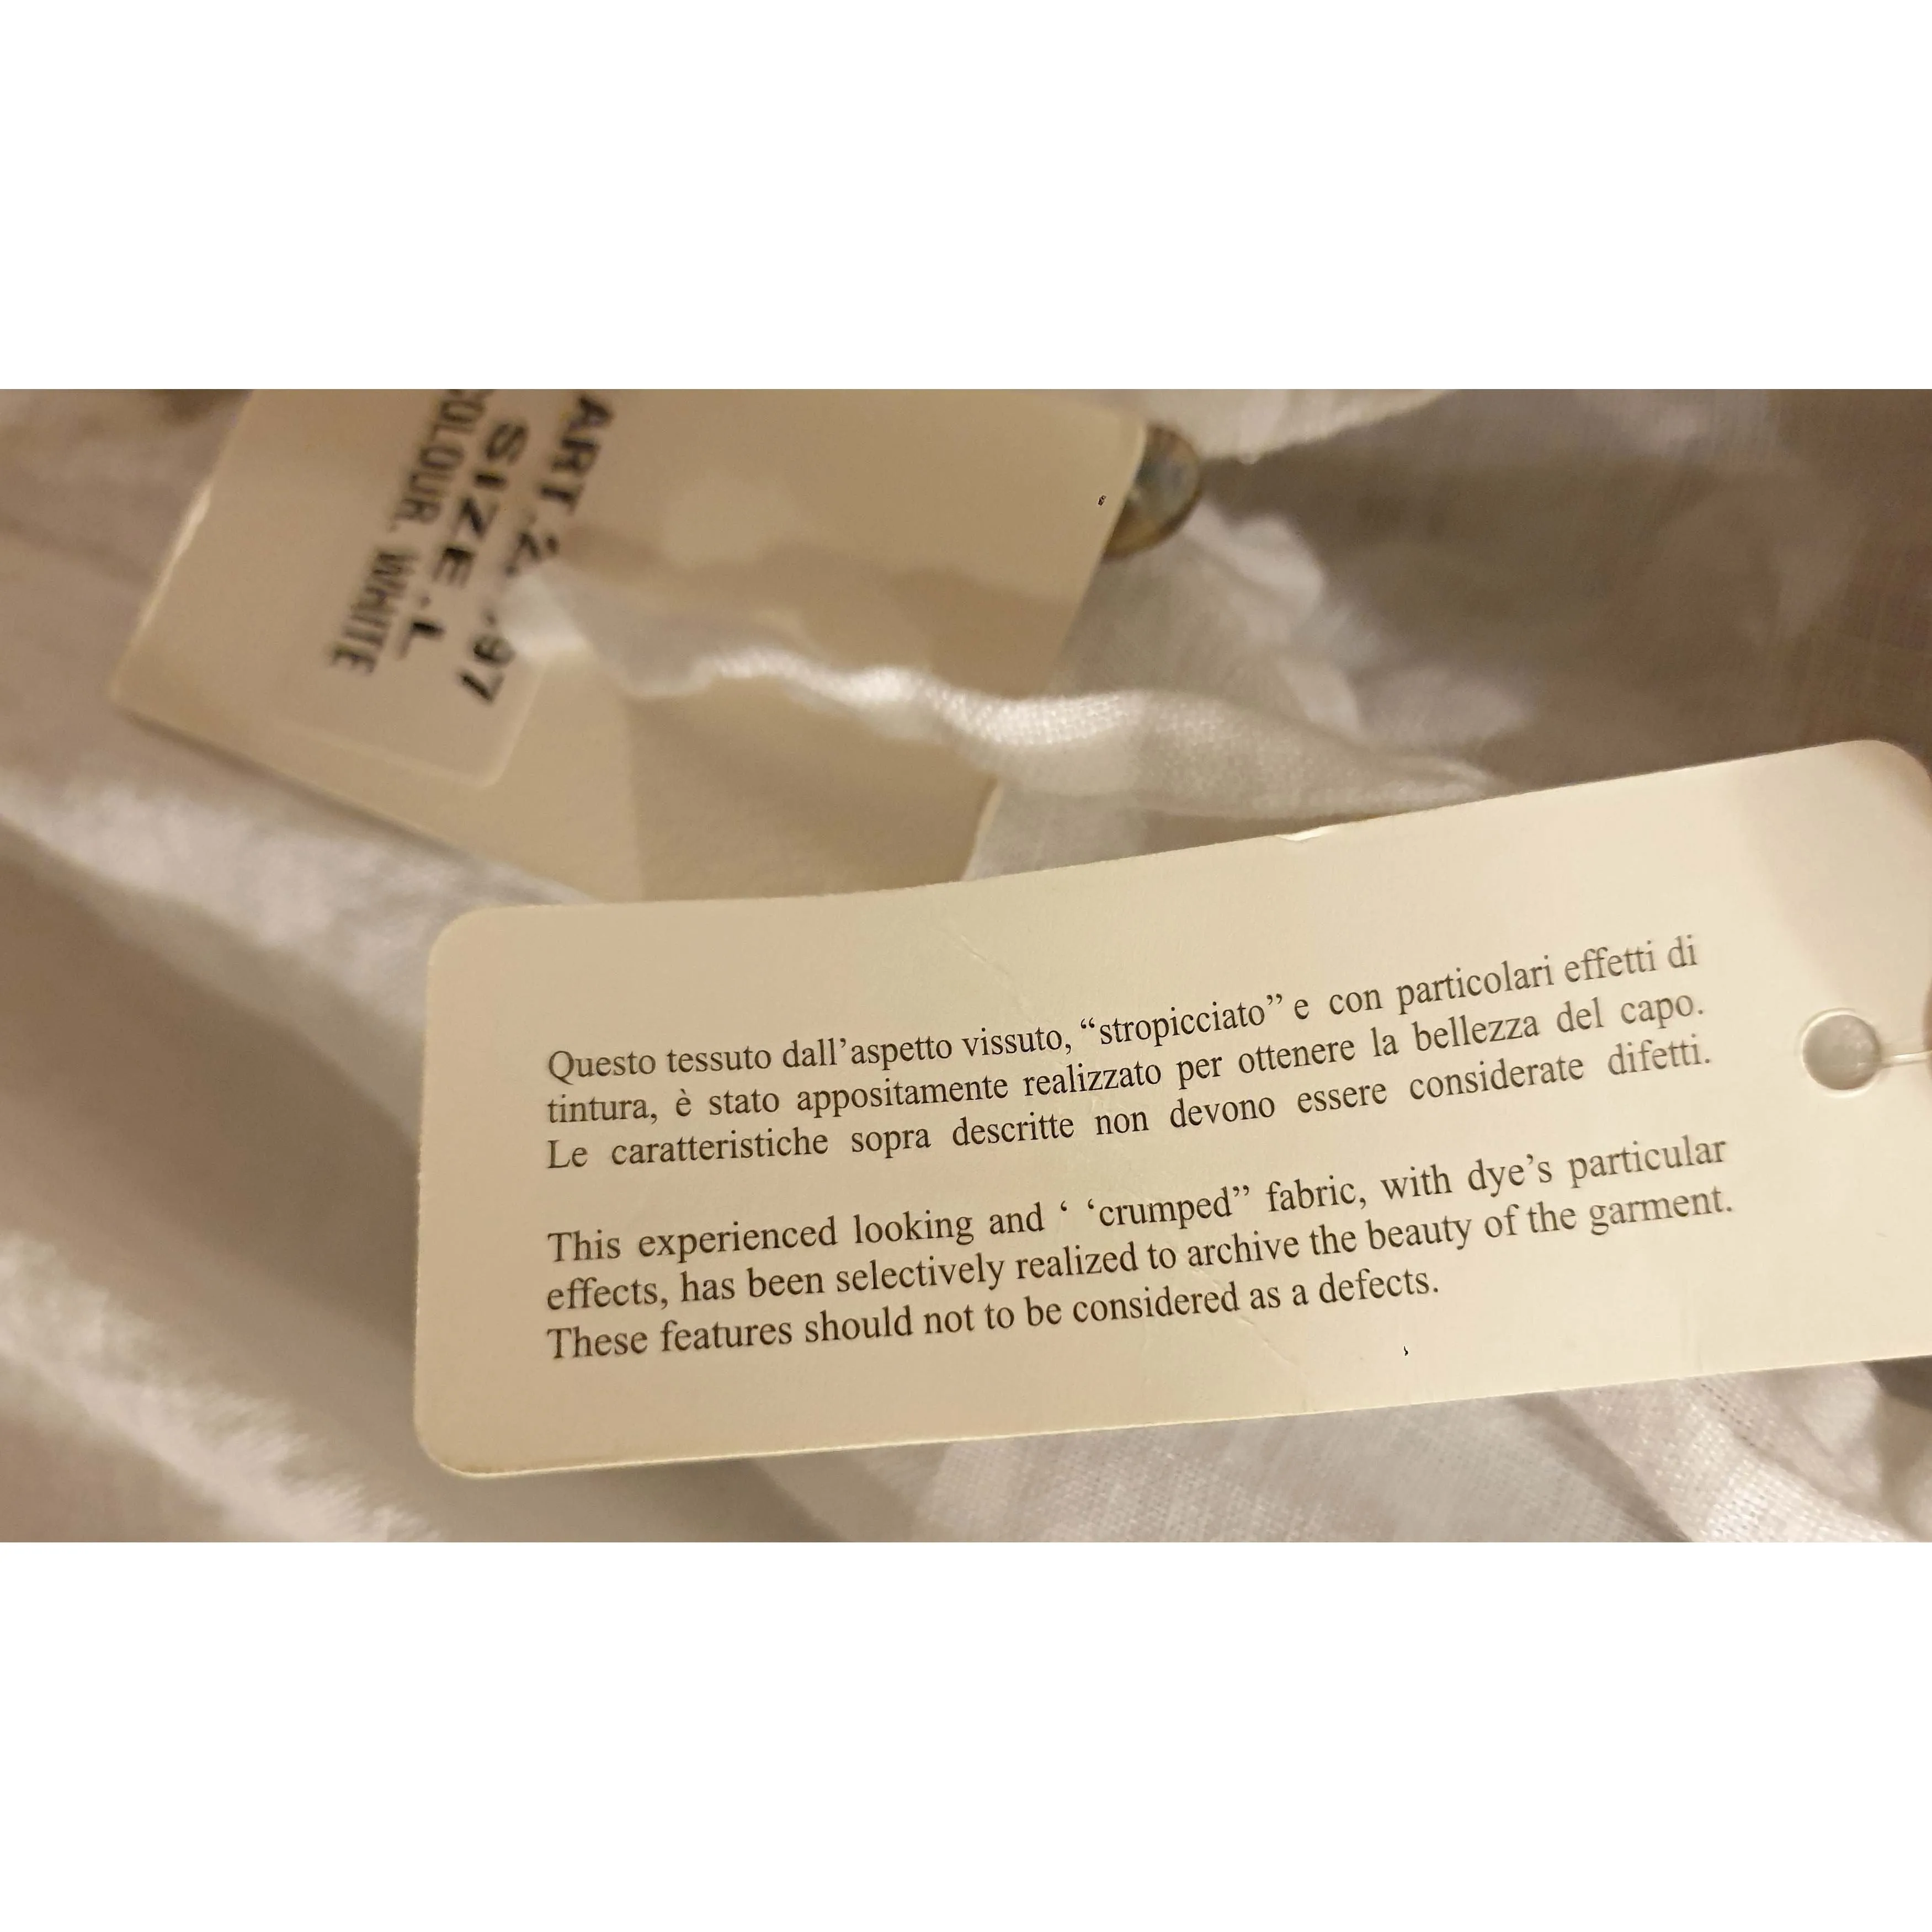 ART.2
97
SIZE.L
COLOUR. WHITE
Questo tessuto dall’aspetto vissuto, “stropicciato” e con particolari effetti di
tintura, è stato appositamente realizzato per ottenere la bellezza del capo.
Le caratteristiche sopra descritte non devono essere considerate difetti.
This experienced looking and ‘ ‘crumped” fabric, with dye’s particular
effects, has been selectively realized to archive the beauty of the garment.
These features should not to be considered as a defects.